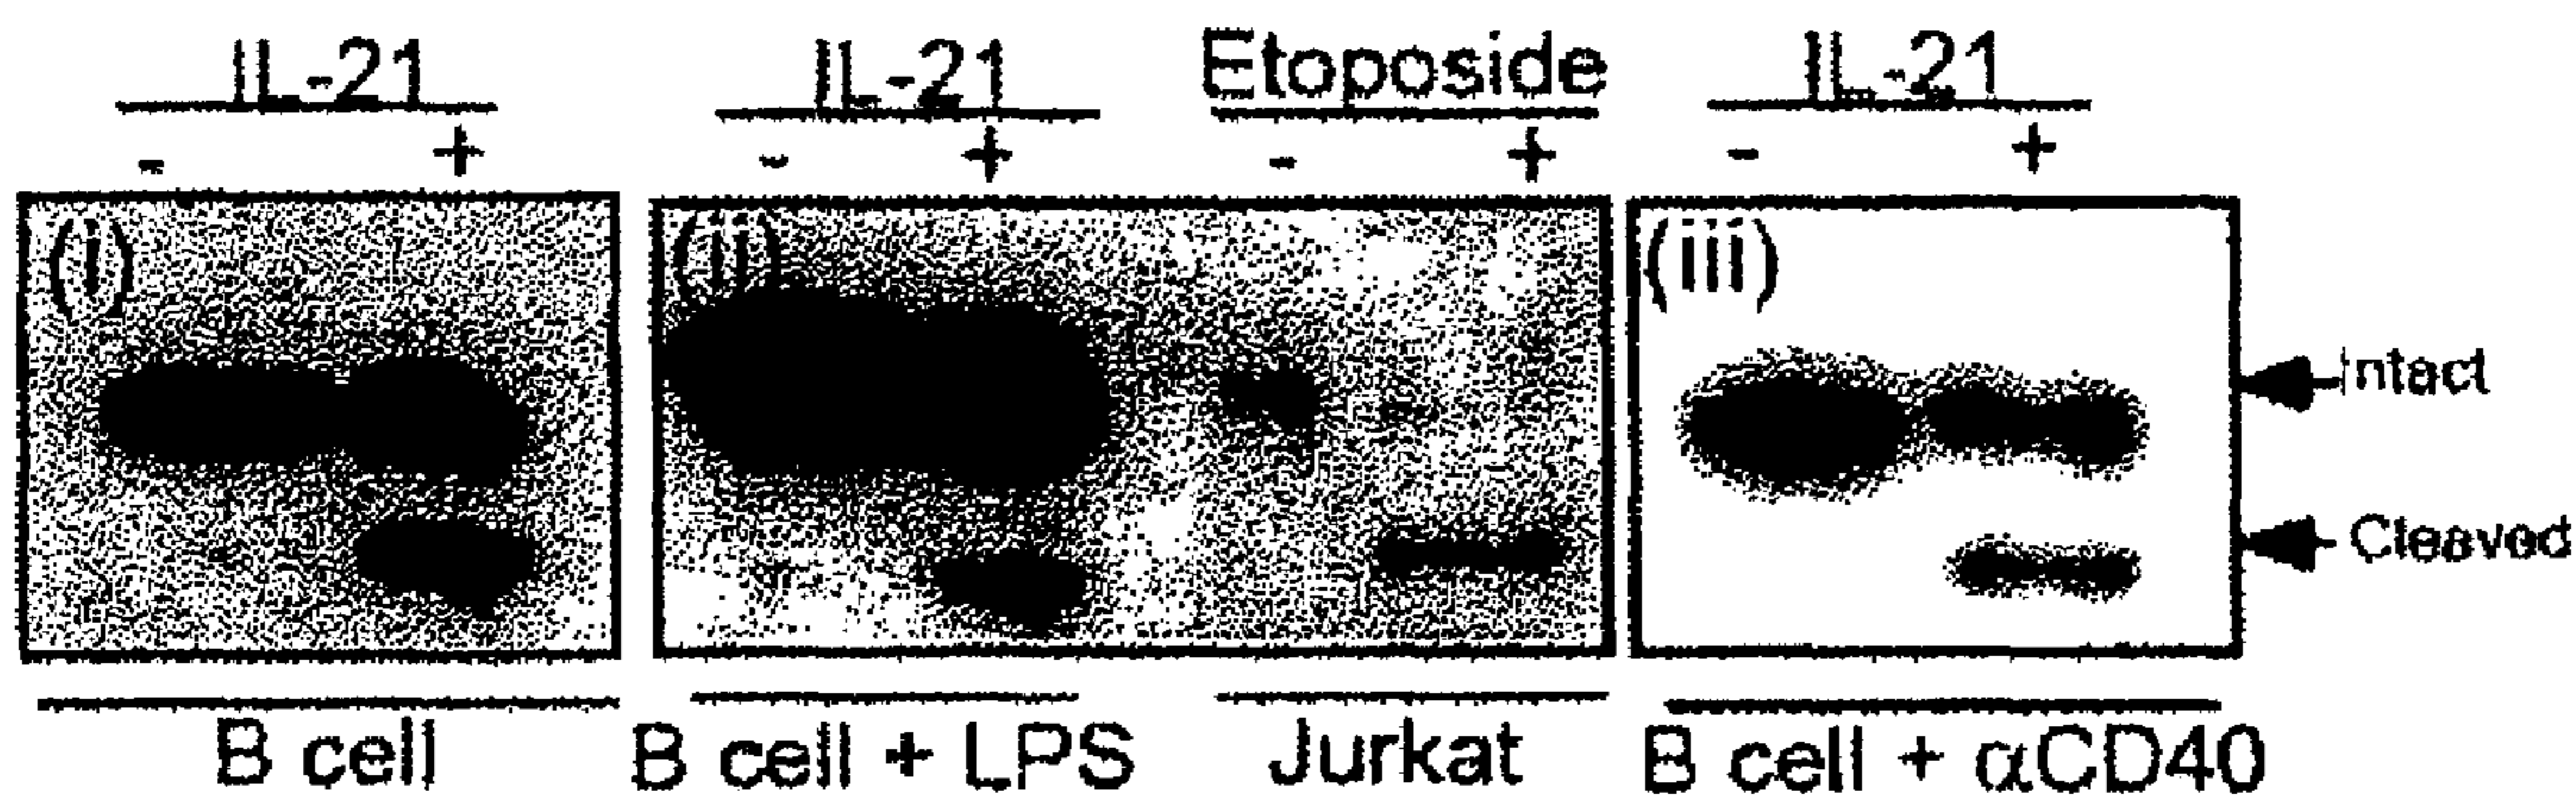 IL-21 IL-21 Etoposide IL-21
- + - + - + - +
(i) (ii) (iii)
Intact
Cleaved
B cell B cell + LPS Jurkat B cell + αCD40